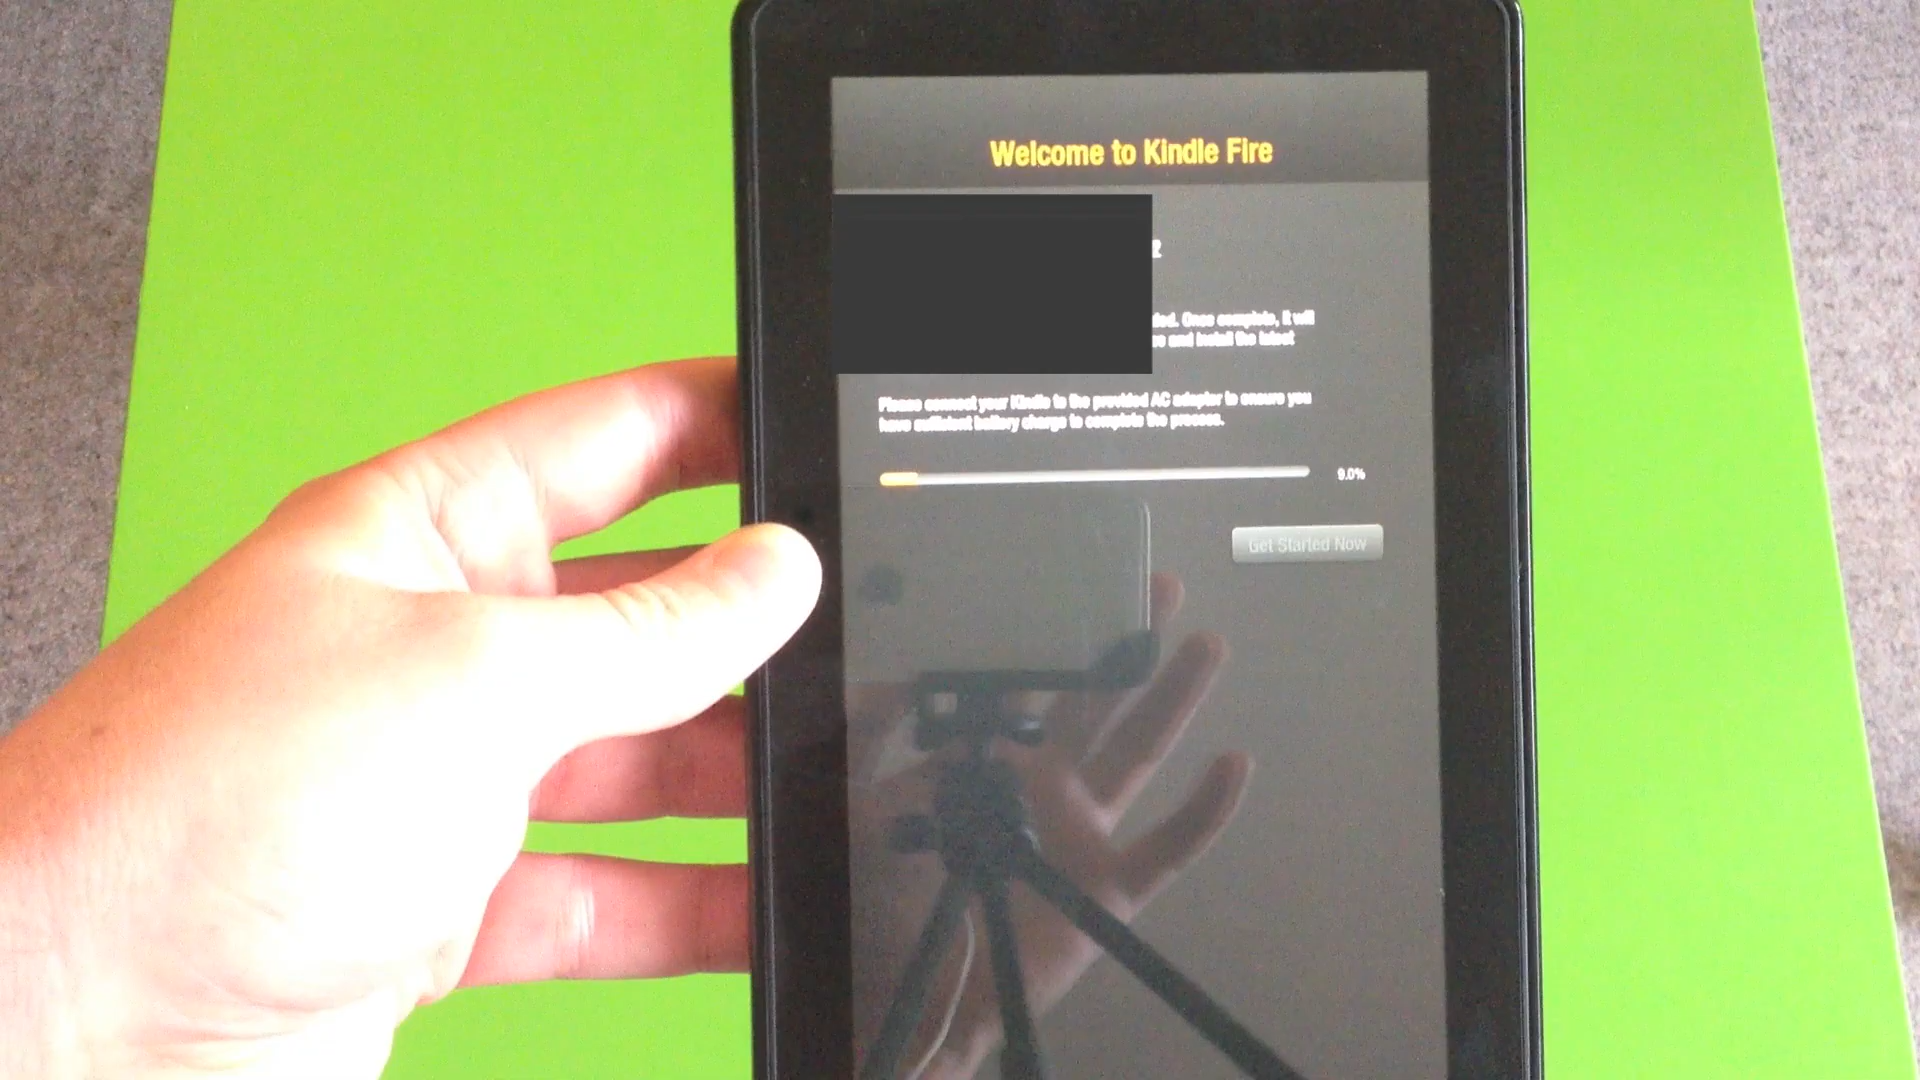 Welcome to Kindle Fire
ded. Once complete, it will
and install the latest
Please connect your Kindle to the provided AC adapter to ensure you
have sufficient battery charge to complete the process.
9.0%
Get Started Now